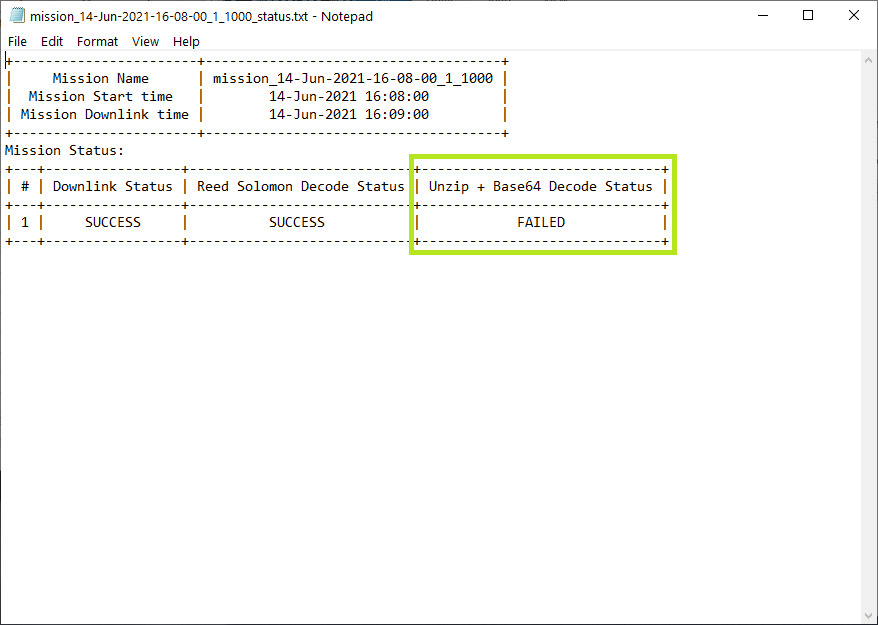 mission_14-Jun-2021-16-08-00_1_1000_status.txt - Notepad
File Edit Format View Help
+-----------------------+-------------------------------------+
|     Mission Name      | mission_14-Jun-2021-16-08-00_1_1000 |
|  Mission Start time   |        14-Jun-2021 16:08:00         |
| Mission Downlink time |        14-Jun-2021 16:09:00         |
+-----------------------+-------------------------------------+
Mission Status:
+---+-----------------+----------------------------+------------------------------+
| # | Downlink Status | Reed Solomon Decode Status | Unzip + Base64 Decode Status |
+---+-----------------+----------------------------+------------------------------+
| 1 |     SUCCESS     |          SUCCESS           |            FAILED            |
+---+-----------------+----------------------------+------------------------------+